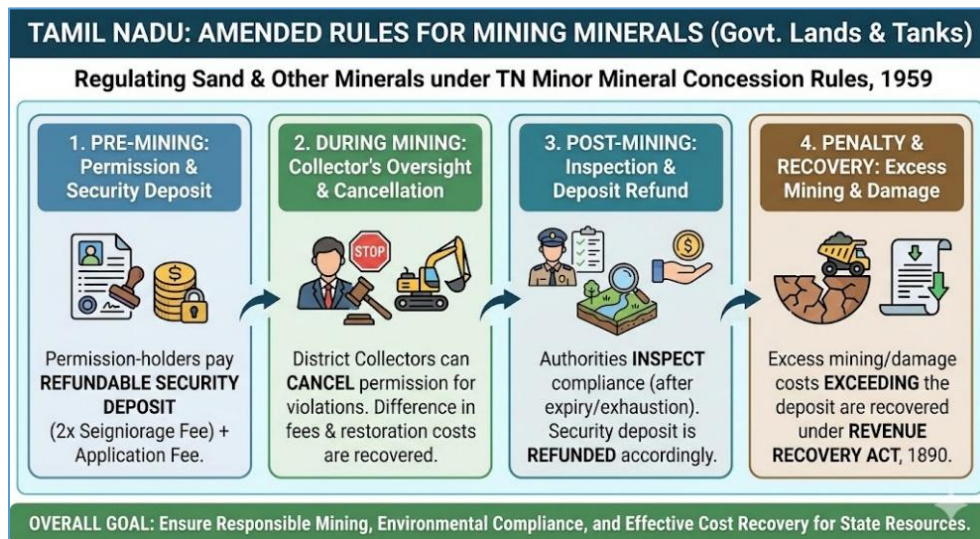 TAMIL NADU: AMENDED RULES FOR MINING MINERALS (Govt. Lands & Tanks)
Regulating Sand & Other Minerals under TN Minor Mineral Concession Rules, 1959
1. PRE-MINING:
Permission &
Security Deposit
Permission-holders pay
REFUNDABLE SECURITY
DEPOSIT
(2x Seigniorage Fee) +
Application Fee.
2. DURING MINING:
Collector's Oversight
& Cancellation
STOP
District Collectors can
CANCEL permission for
violations. Difference in
fees & restoration costs
are recovered.
3. POST-MINING:
Inspection &
Deposit Refund
Authorities INSPECT
compliance (after
expiry/exhaustion).
Security deposit is
REFUNDED accordingly.
4. PENALTY &
RECOVERY: Excess
Mining & Damage
Excess mining/damage
costs EXCEEDING the
deposit are recovered
under REVENUE
RECOVERY ACT, 1890.
OVERALL GOAL: Ensure Responsible Mining, Environmental Compliance, and Effective Cost Recovery for State Resources.